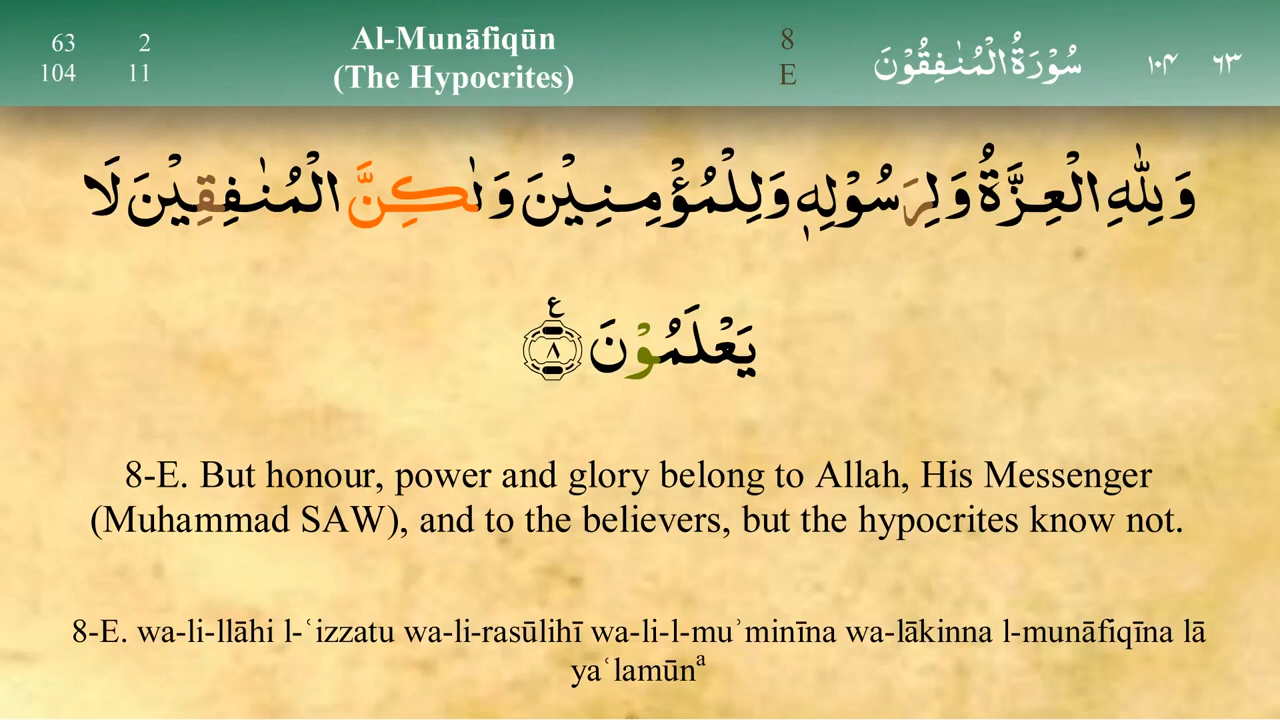 63 2 Al-Munāfiqūn 8 سُوْرَةُ الْمُنٰفِقُوْنَ ١٠۴ ٦٣
104 11 (The Hypocrites) E
وَ لِلّٰهِ الْعِزَّةُ وَ لِرَسُوْلِهٖ وَ لِلْمُؤْمِنِيْنَ وَ لٰكِنَّ الْمُنٰفِقِيْنَ لَا
يَعْلَمُوْنَ ۸ ع
8-E. But honour, power and glory belong to Allah, His Messenger
(Muhammad SAW), and to the believers, but the hypocrites know not.
8-E. wa-li-llāhi l-ʿizzatu wa-li-rasūlihī wa-li-l-muʾminīna wa-lākinna l-munāfiqīna lā
yaʿlamūnᵃ